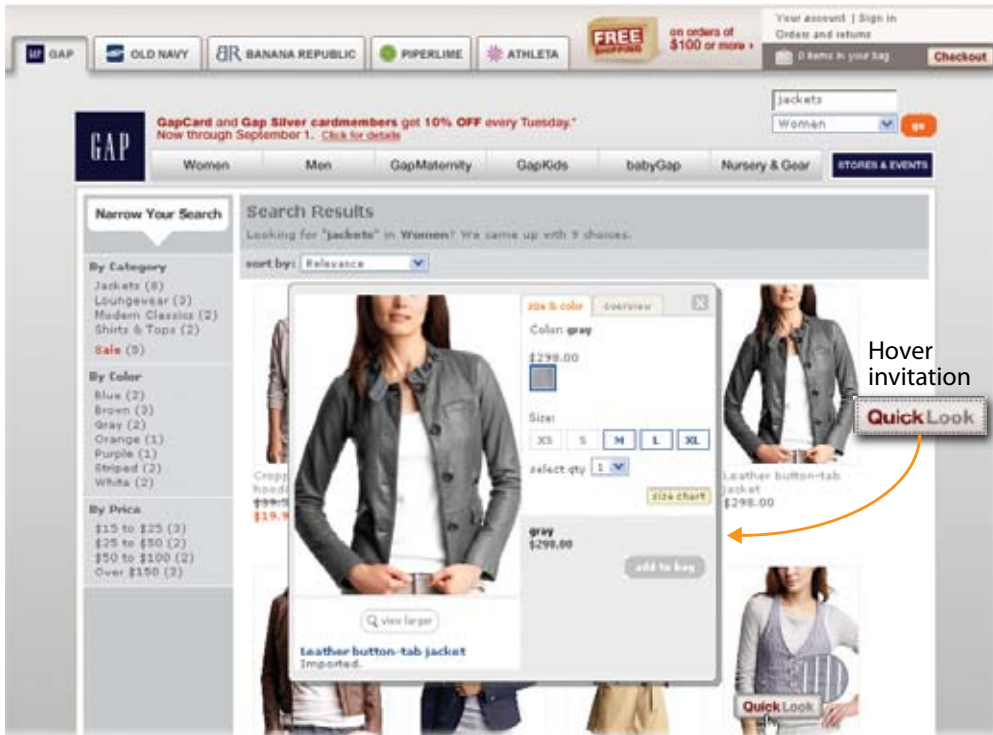 Your account | Sign in
Orders and returns
GAP
OLD NAVY
BR BANANA REPUBLIC
PIPERLIME
ATHLETA
FREE SHIPPING
on orders of
$100 or more ›
0 items in your bag
Checkout
jackets
Women
go
GAP
GapCard and Gap Silver cardmembers get 10% OFF every Tuesday.*
Now through September 1. Click for details
Women
Men
GapMaternity
GapKids
babyGap
Nursery & Gear
STORES & EVENTS
Narrow Your Search
By Category
Jackets (8)
Loungewear (3)
Modern Classics (2)
Shirts & Tops (2)
Sale (5)
By Color
Blue (2)
Brown (3)
Gray (2)
Orange (1)
Purple (1)
Striped (2)
White (2)
By Price
$15 to $25 (3)
$25 to $50 (2)
$50 to $100 (2)
Over $150 (2)
Search Results
Looking for "jackets" in Women? We came up with 9 choices.
sort by: Relevance
size & color
overview
X
Color: gray
$298.00
Size:
XS
S
M
L
XL
select qty 1
size chart
gray
$298.00
add to bag
view larger
Leather button-tab jacket
Imported.
Leather button-tab
jacket
$298.00
Hover
invitation
QuickLook
QuickLook